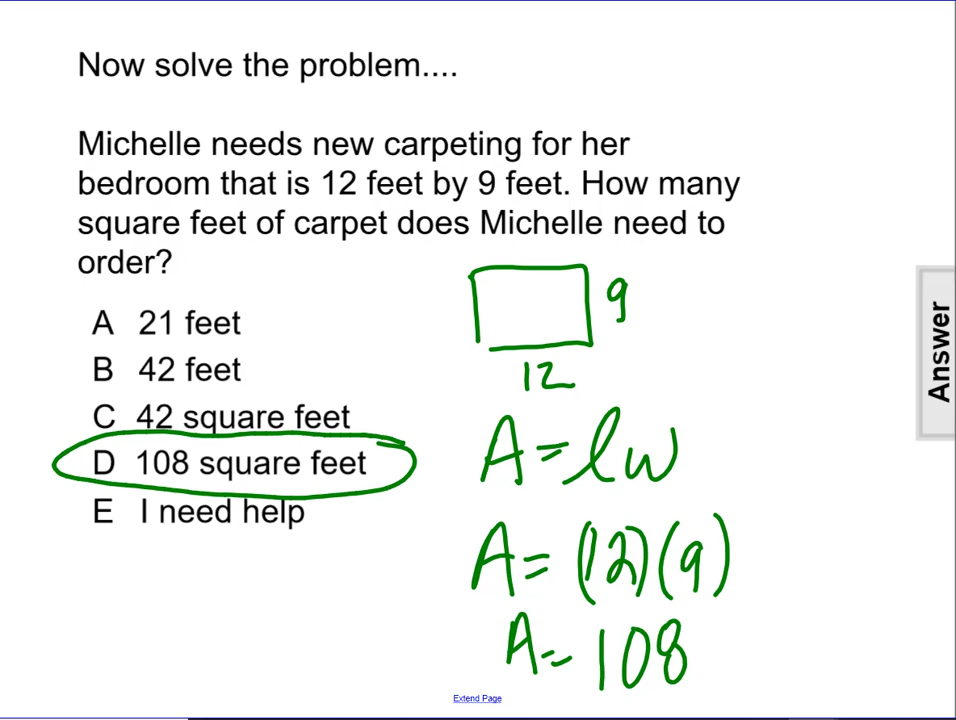 Now solve the problem....
Michelle needs new carpeting for her
bedroom that is 12 feet by 9 feet. How many
square feet of carpet does Michelle need to
order?
A 21 feet
B 42 feet
C 42 square feet
D 108 square feet
E I need help
9
12
A = lw
A = (12)(9)
A = 108
Answer
Extend Page